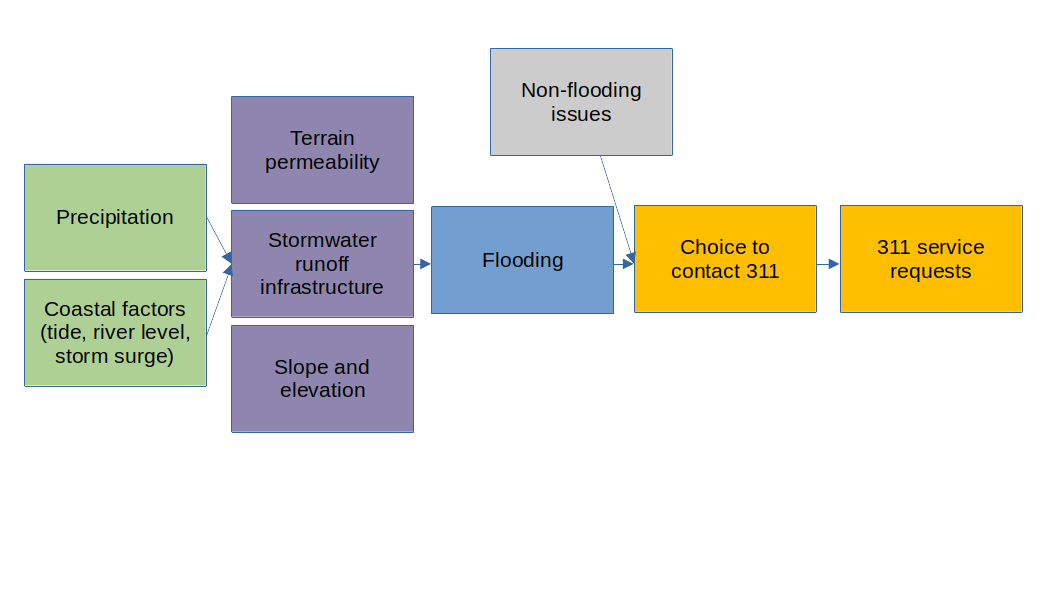 Non-flooding
issues
Terrain
permeability
Precipitation
Stormwater
runoff
infrastructure
Flooding
Choice to
contact 311
311 service
requests
Coastal factors
(tide, river level,
storm surge)
Slope and
elevation